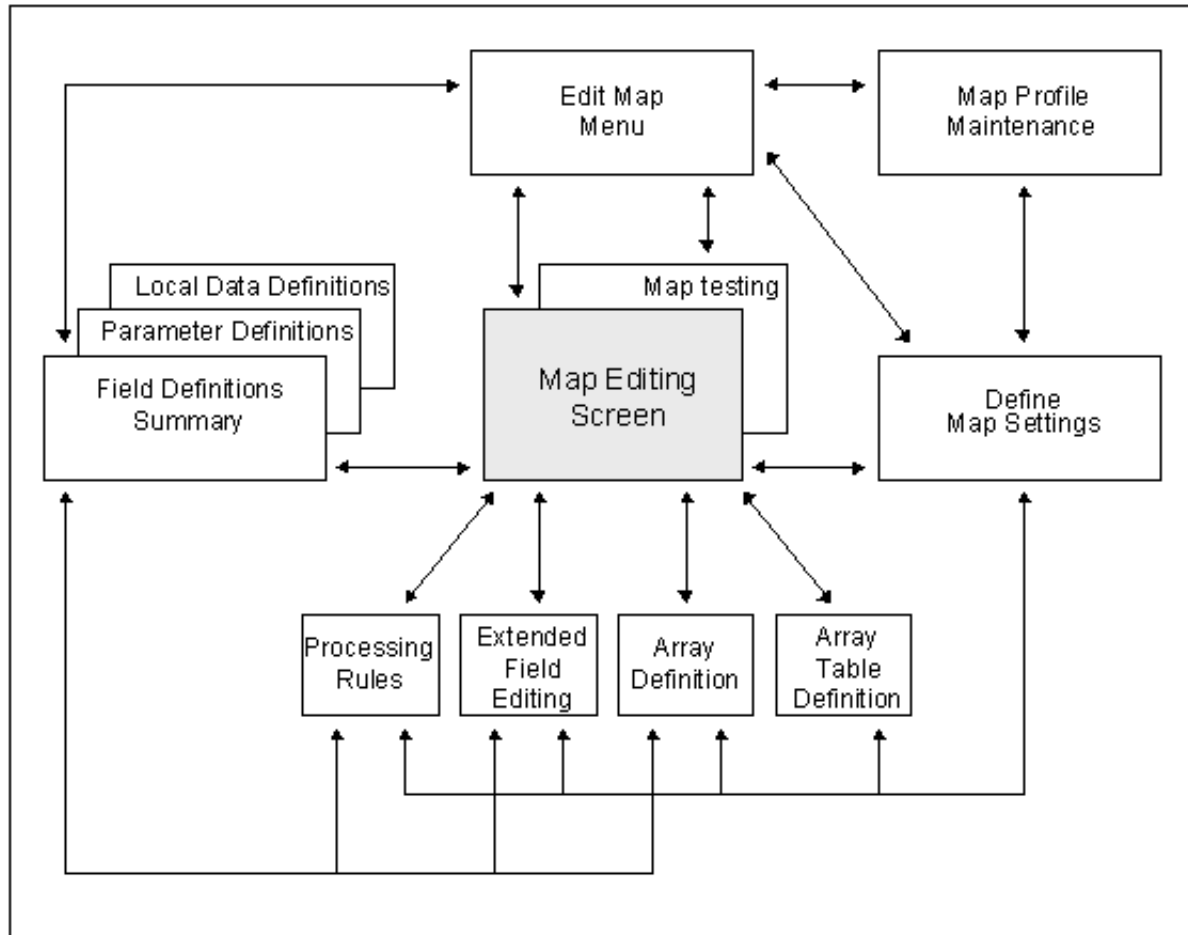 Edit Map
Menu
Map Profile
Maintenance
Local Data Definitions
Parameter Definitions
Field Definitions
Summary
Map testing
Map Editing
Screen
Define
Map Settings
Processing
Rules
Extended
Field
Editing
Array
Definition
Array
Table
Definition